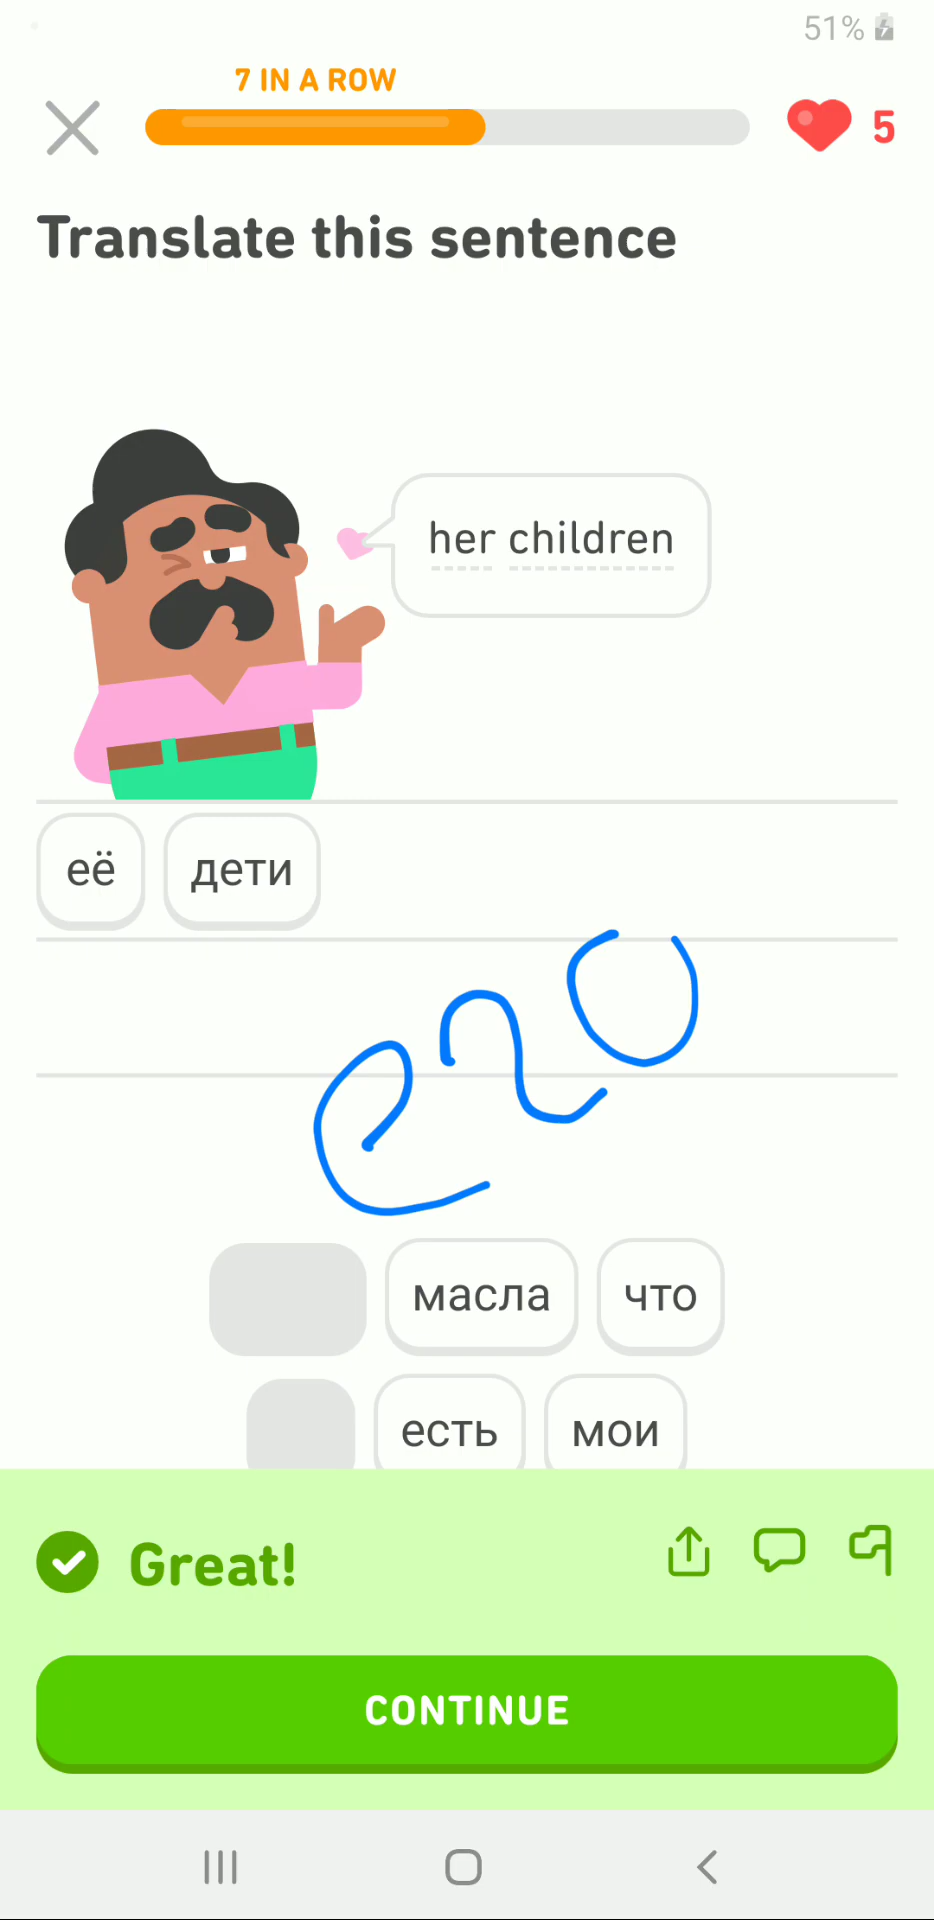 51%
7 IN A ROW
5
Translate this sentence
her children
её дети
его
масла что
есть мои
Great!
CONTINUE